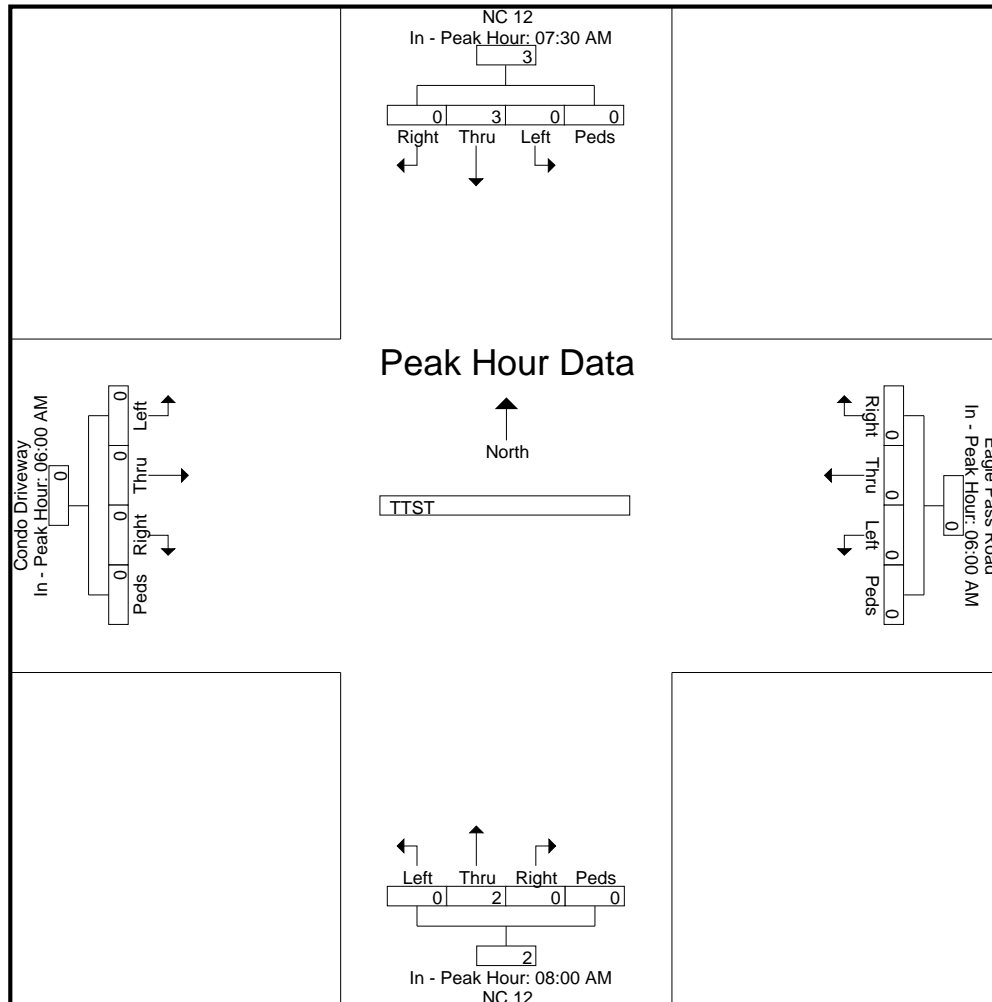 NC 12
In - Peak Hour: 07:30 AM
3
0 3 0 0
Right Thru Left Peds
Peak Hour Data
North
TTST
Condo Driveway
In - Peak Hour: 06:00 AM
0
0 0 0 0
Left Thru Right Peds
Eagle Pass Road
In - Peak Hour: 06:00 AM
0
0 0 0 0
Right Thru Left Peds
Left Thru Right Peds
0 2 0 0
2
In - Peak Hour: 08:00 AM
NC 12